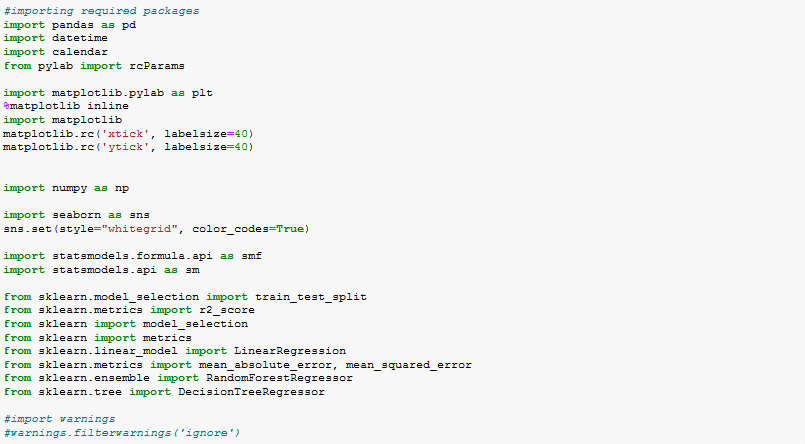 #importing required packages
import pandas as pd
import datetime
import calendar
from pylab import rcParams
import matplotlib.pylab as plt
%matplotlib inline
import matplotlib
matplotlib.rc('xtick', labelsize=40)
matplotlib.rc('ytick', labelsize=40)
import numpy as np
import seaborn as sns
sns.set(style="whitegrid", color_codes=True)
import statsmodels.formula.api as smf
import statsmodels.api as sm
from sklearn.model_selection import train_test_split
from sklearn.metrics import r2_score
from sklearn import model_selection
from sklearn import metrics
from sklearn.linear_model import LinearRegression
from sklearn.metrics import mean_absolute_error, mean_squared_error
from sklearn.ensemble import RandomForestRegressor
from sklearn.tree import DecisionTreeRegressor
#import warnings
#warnings.filterwarnings('ignore')